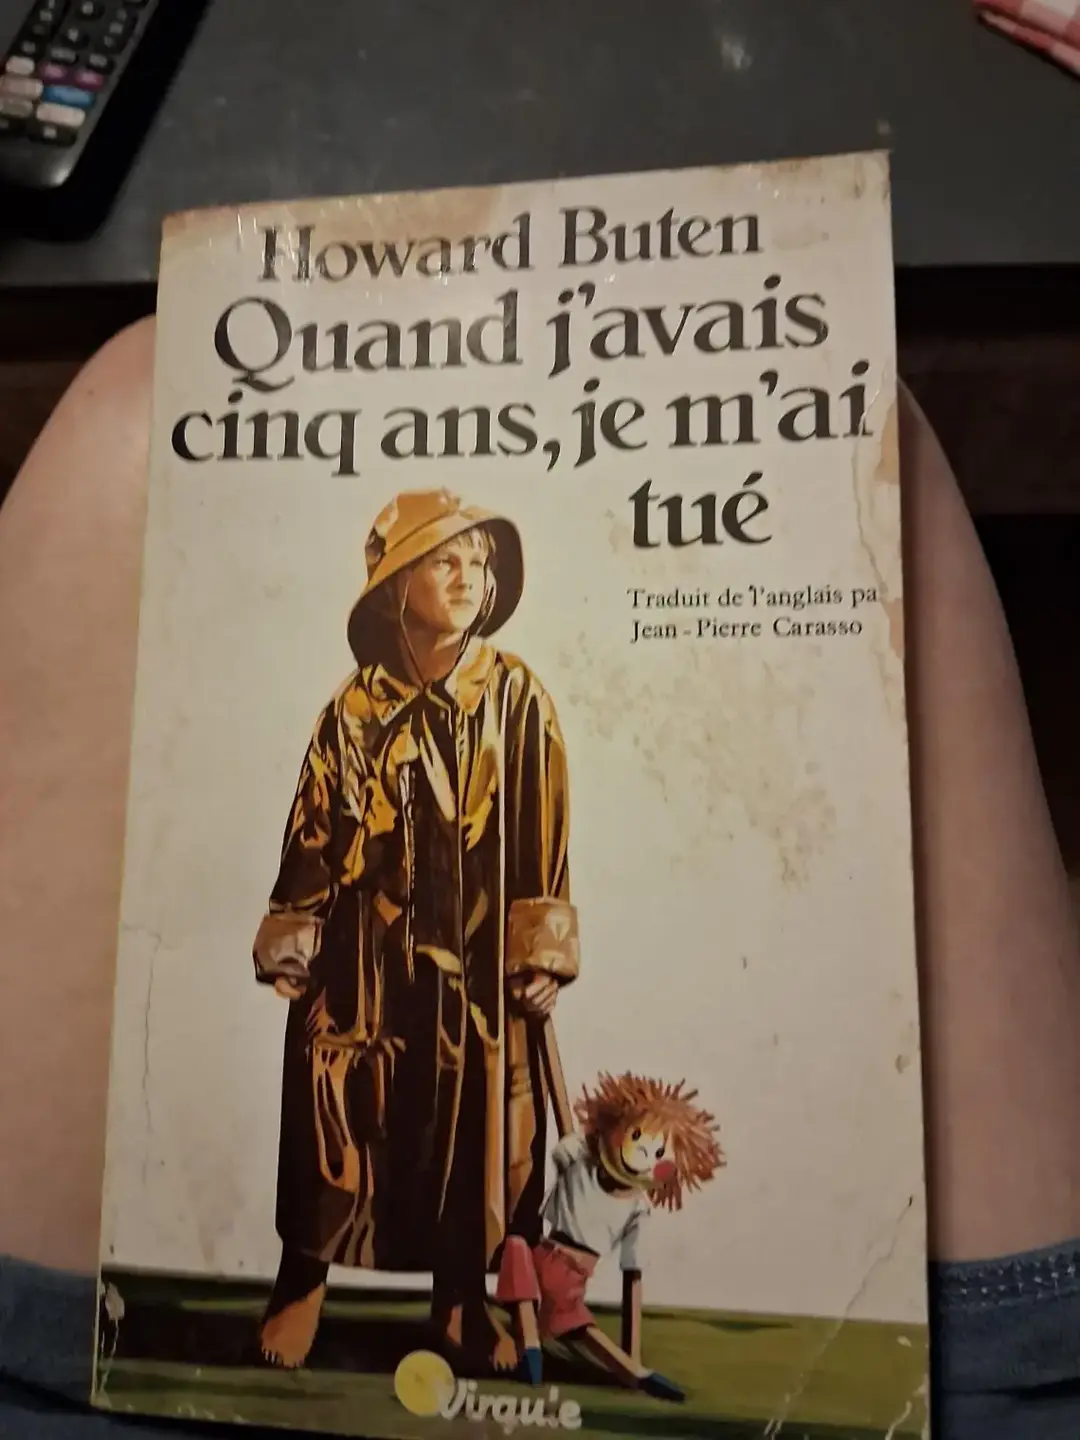 Howard Buten
Quand j'avais
cinq ans, je m'ai
tué
Traduit de l'anglais pa
Jean-Pierre Carasso
Virgule